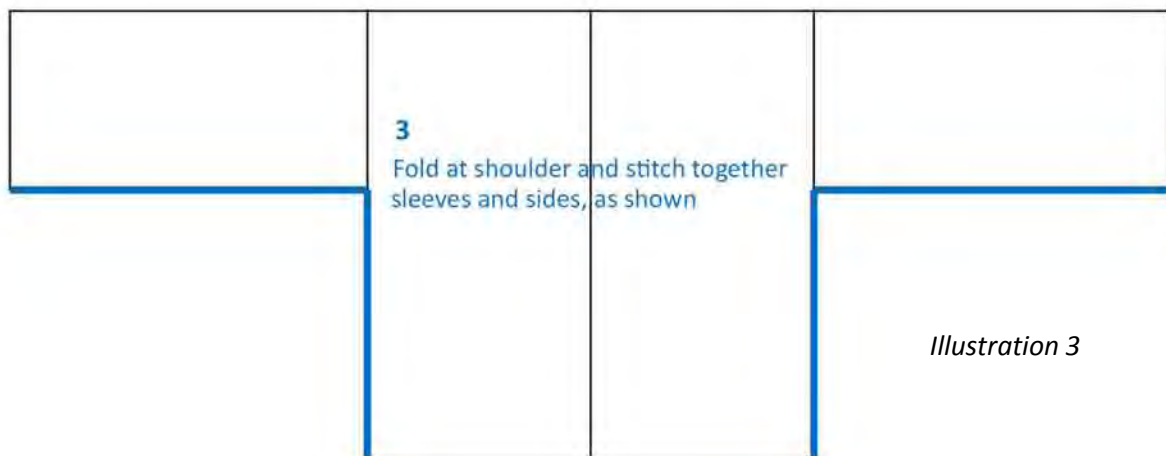 3
Fold at shoulder and stitch together
sleeves and sides, as shown
Illustration 3